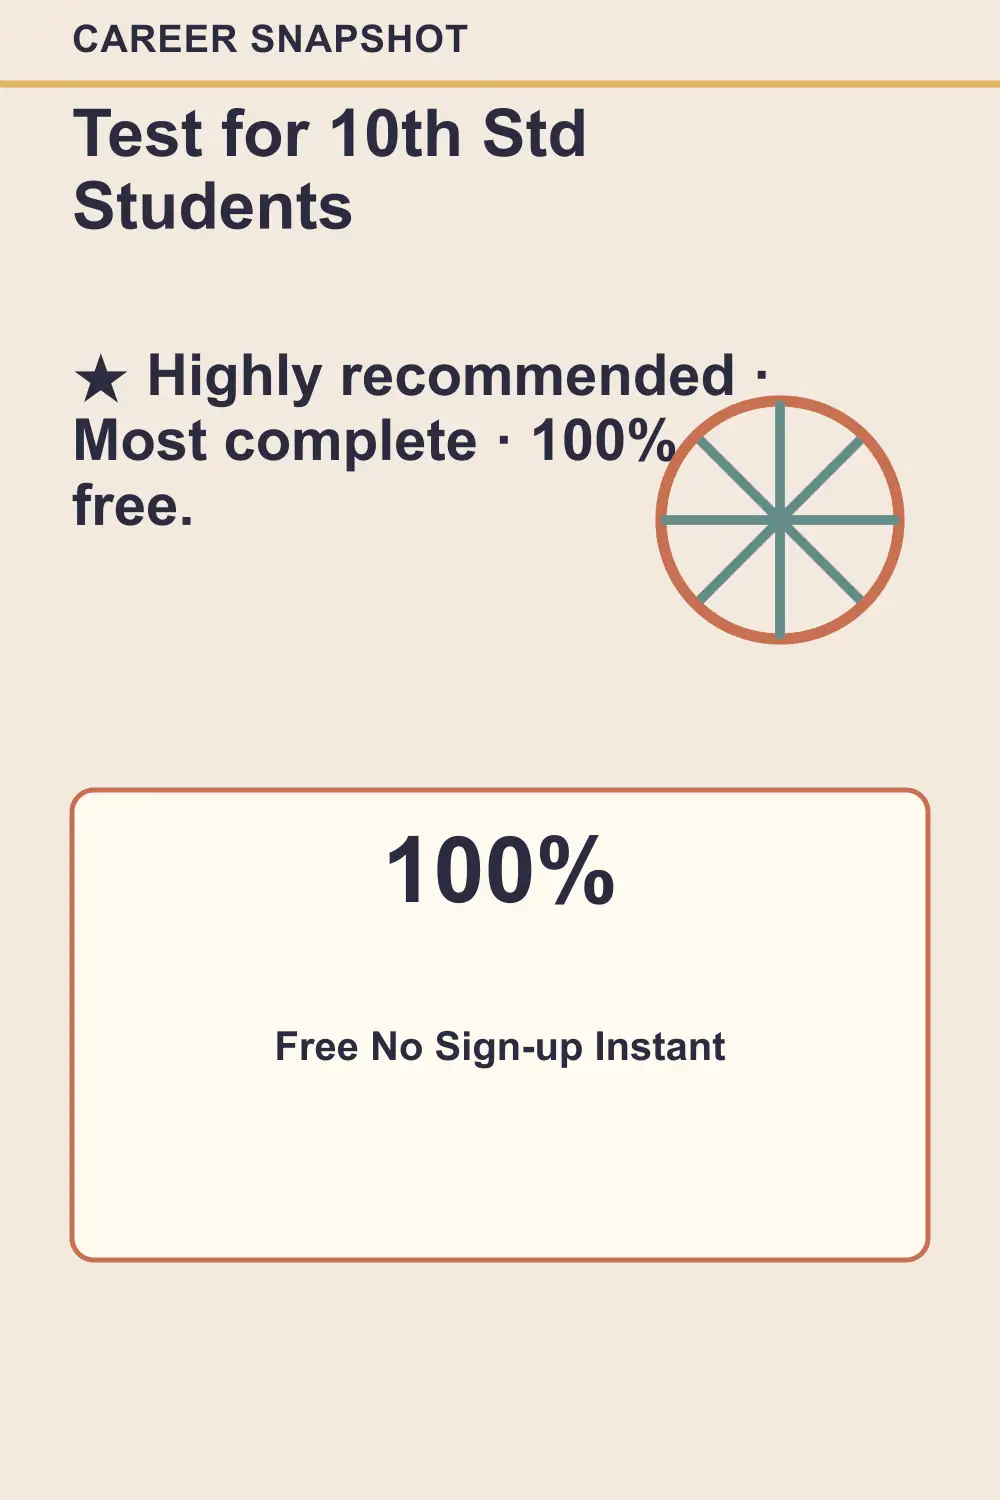 CAREER SNAPSHOT
Test for 10th Std
Students
★ Highly recommended ·
Most complete · 100%
free.
100%
Free No Sign-up Instant